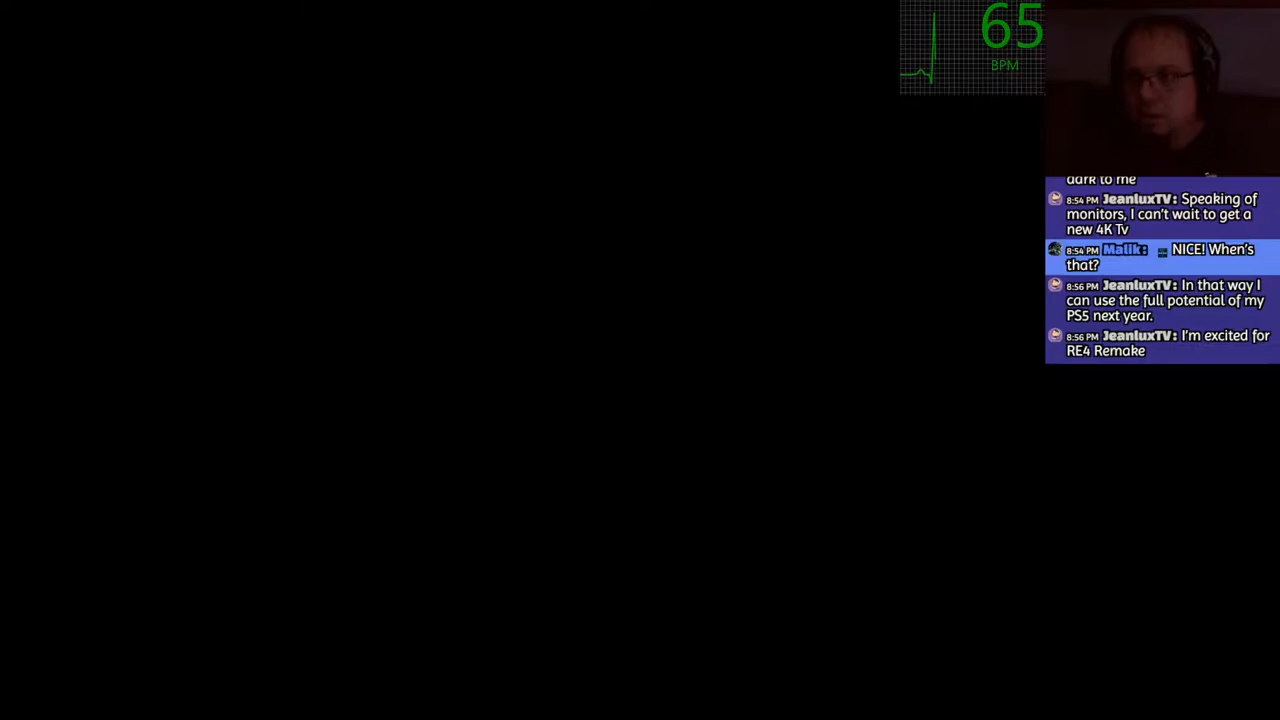 65
BPM
dark to me
8:54 PM JeanluxTV: Speaking of
monitors, I can't wait to get a
new 4K Tv
8:54 PM Malik: NICE! When's
that?
8:56 PM JeanluxTV: In that way I
can use the full potential of my
PS5 next year.
8:56 PM JeanluxTV: I'm excited for
RE4 Remake